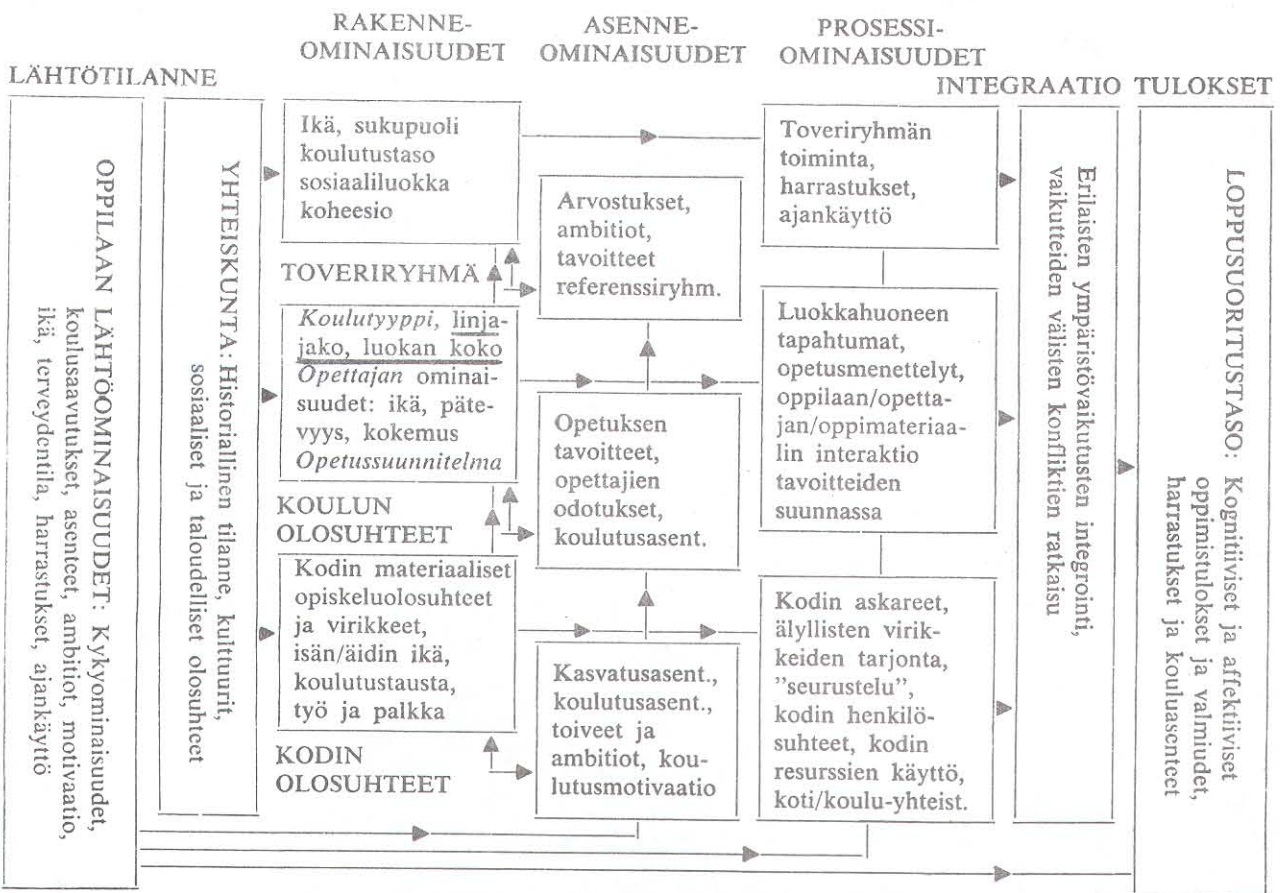 RAKENNE-
OMINAISUUDET
ASENNE-
OMINAISUUDET
PROSESSI-
OMINAISUUDET
LÄHTÖTILANNE
INTEGRAATIO
TULOKSET
OPPILAAN LÄHTÖOMINAISUUDET: Kykyominaisuudet,
koulusaavutukset, asenteet, ambitiot, motivaatio,
ikä, terveydentila, harrastukset, ajankäyttö
YHTEISKUNTA: Historiallinen tilanne, kulttuurit,
sosiaaliset ja taloudelliset olosuhteet
Ikä, sukupuoli
koulutustaso
sosiaaliluokka
koheesio
TOVERIRYHMÄ
Koulutyyppi, linja-
jako, luokan koko
Opettajan ominai-
suudet: ikä, päte-
vyys, kokemus
Opetussuunnitelma
KOULUN
OLOSUHTEET
Kodin materiaaliset
opiskeluolosuhteet
ja virikkeet,
isän/äidin ikä,
koulutustausta,
työ ja palkka
KODIN
OLOSUHTEET
Arvostukset,
ambitiot,
tavoitteet
referenssiryhm.
Opetuksen
tavoitteet,
opettajien
odotukset,
koulutusasent.
Kasvatusasent.,
koulutusasent.,
toiveet ja
ambitiot, kou-
lutusmotivaatio
Toveriryhmän
toiminta,
harrastukset,
ajankäyttö
Luokkahuoneen
tapahtumat,
opetusmenettelyt,
oppilaan/opetta-
jan/oppimateriaa-
lin interaktio
tavoitteiden
suunnassa
Kodin askareet,
älyllisten virik-
keiden tarjonta,
"seurustelu",
kodin henkilö-
suhteet, kodin
resurssien käyttö,
koti/koulu-yhteist.
Erilaisten ympäristövaikutusten integrointi,
vaikutteiden välisten konfliktien ratkaisu
LOPPUSUORITUSTASO: Kognitiiviset ja affektiiviset
oppimistulokset ja valmiudet,
harrastukset ja kouluasenteet